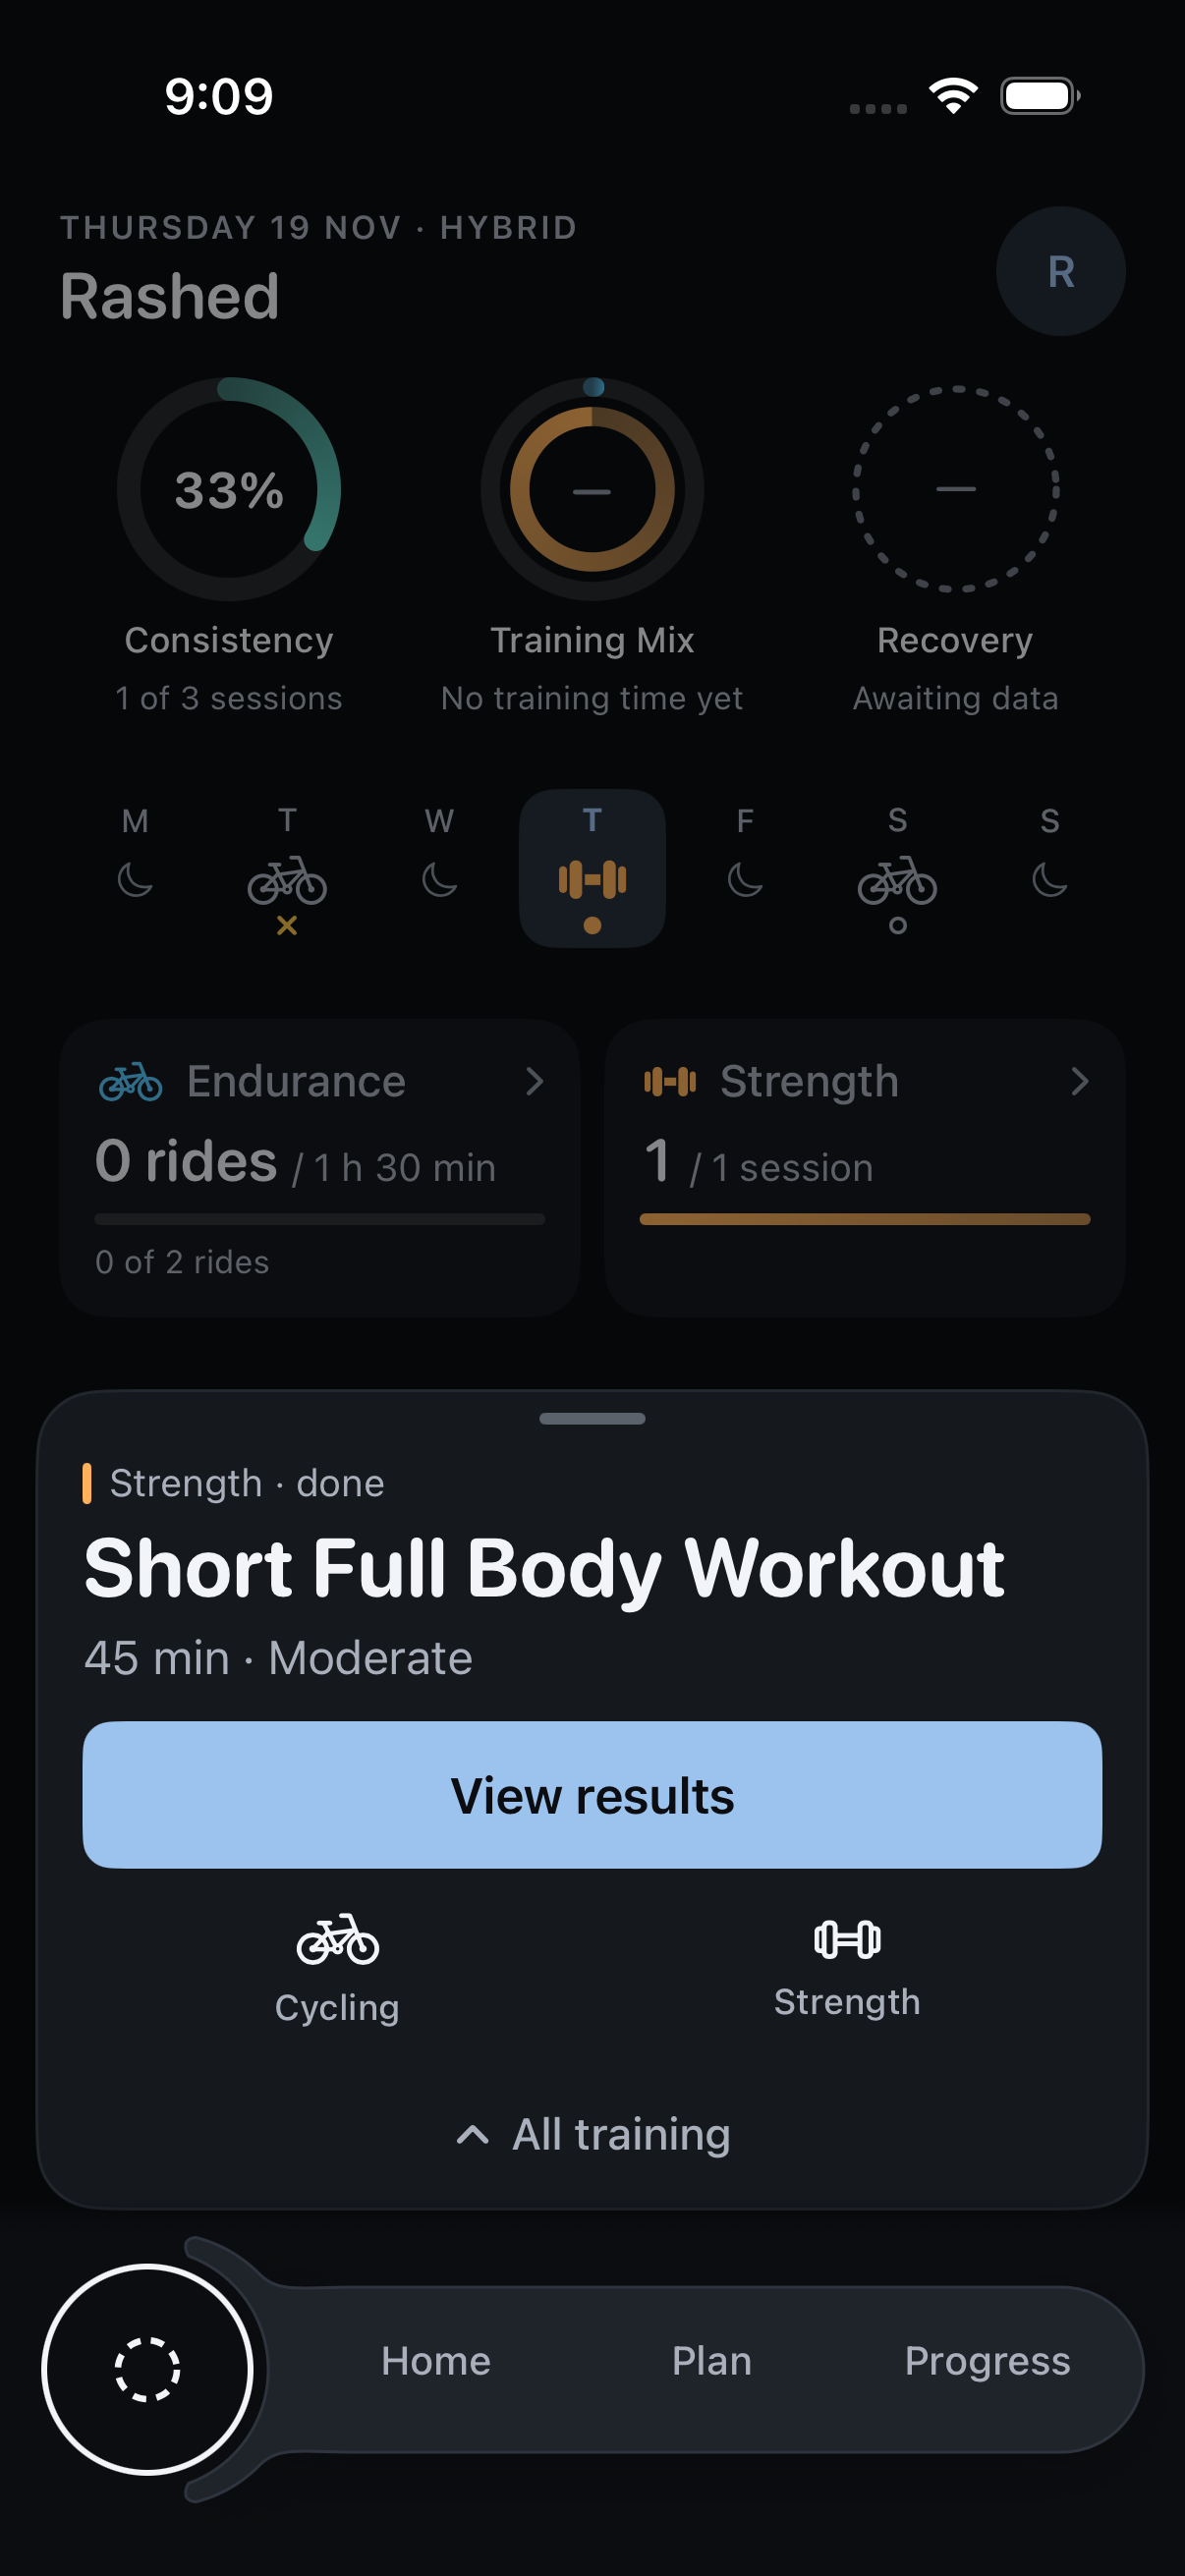 9:09
THURSDAY 19 NOV · HYBRID
Rashed
R
33%
—
—
Consistency
Training Mix
Recovery
1 of 3 sessions
No training time yet
Awaiting data
M T W T F S S
Endurance
0 rides / 1 h 30 min
0 of 2 rides
Strength
1 / 1 session
Strength · done
Short Full Body Workout
45 min · Moderate
View results
Cycling
Strength
All training
Home
Plan
Progress